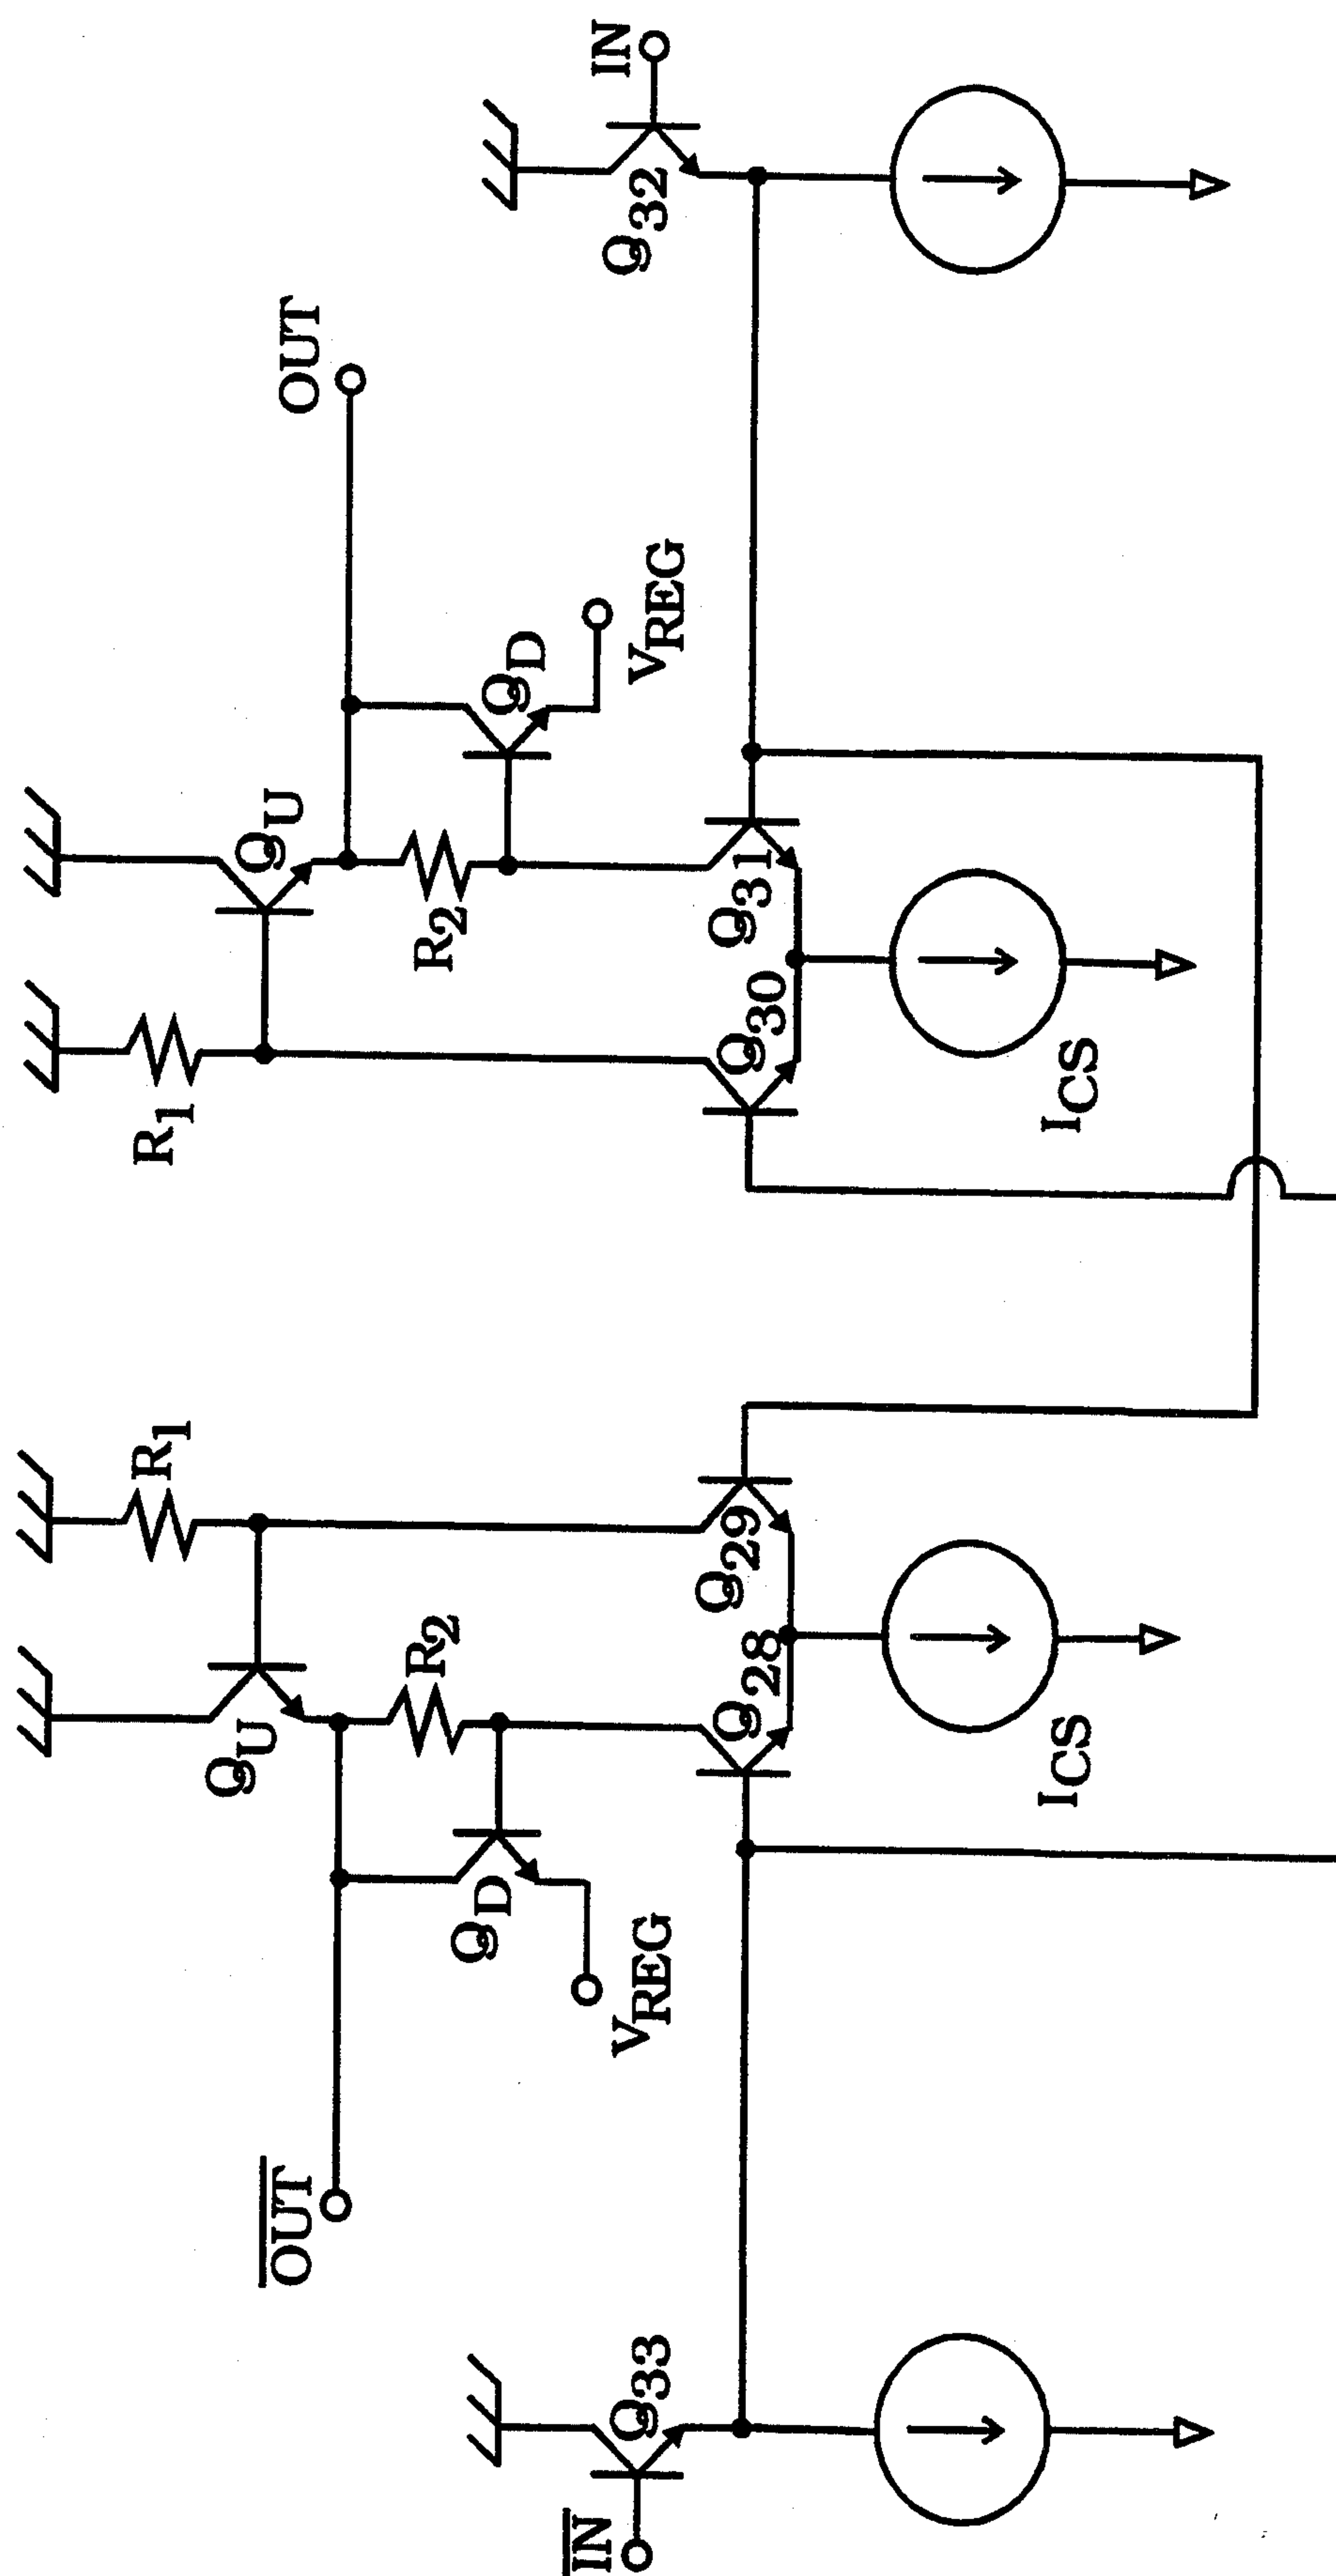 IN
Q32
OUT
QU
QD
VREG
R1
R2
Q31
Q30
ICS
R1
R2
QU
QD
VREG
Q29
Q28
ICS
OUT
Q33
IN